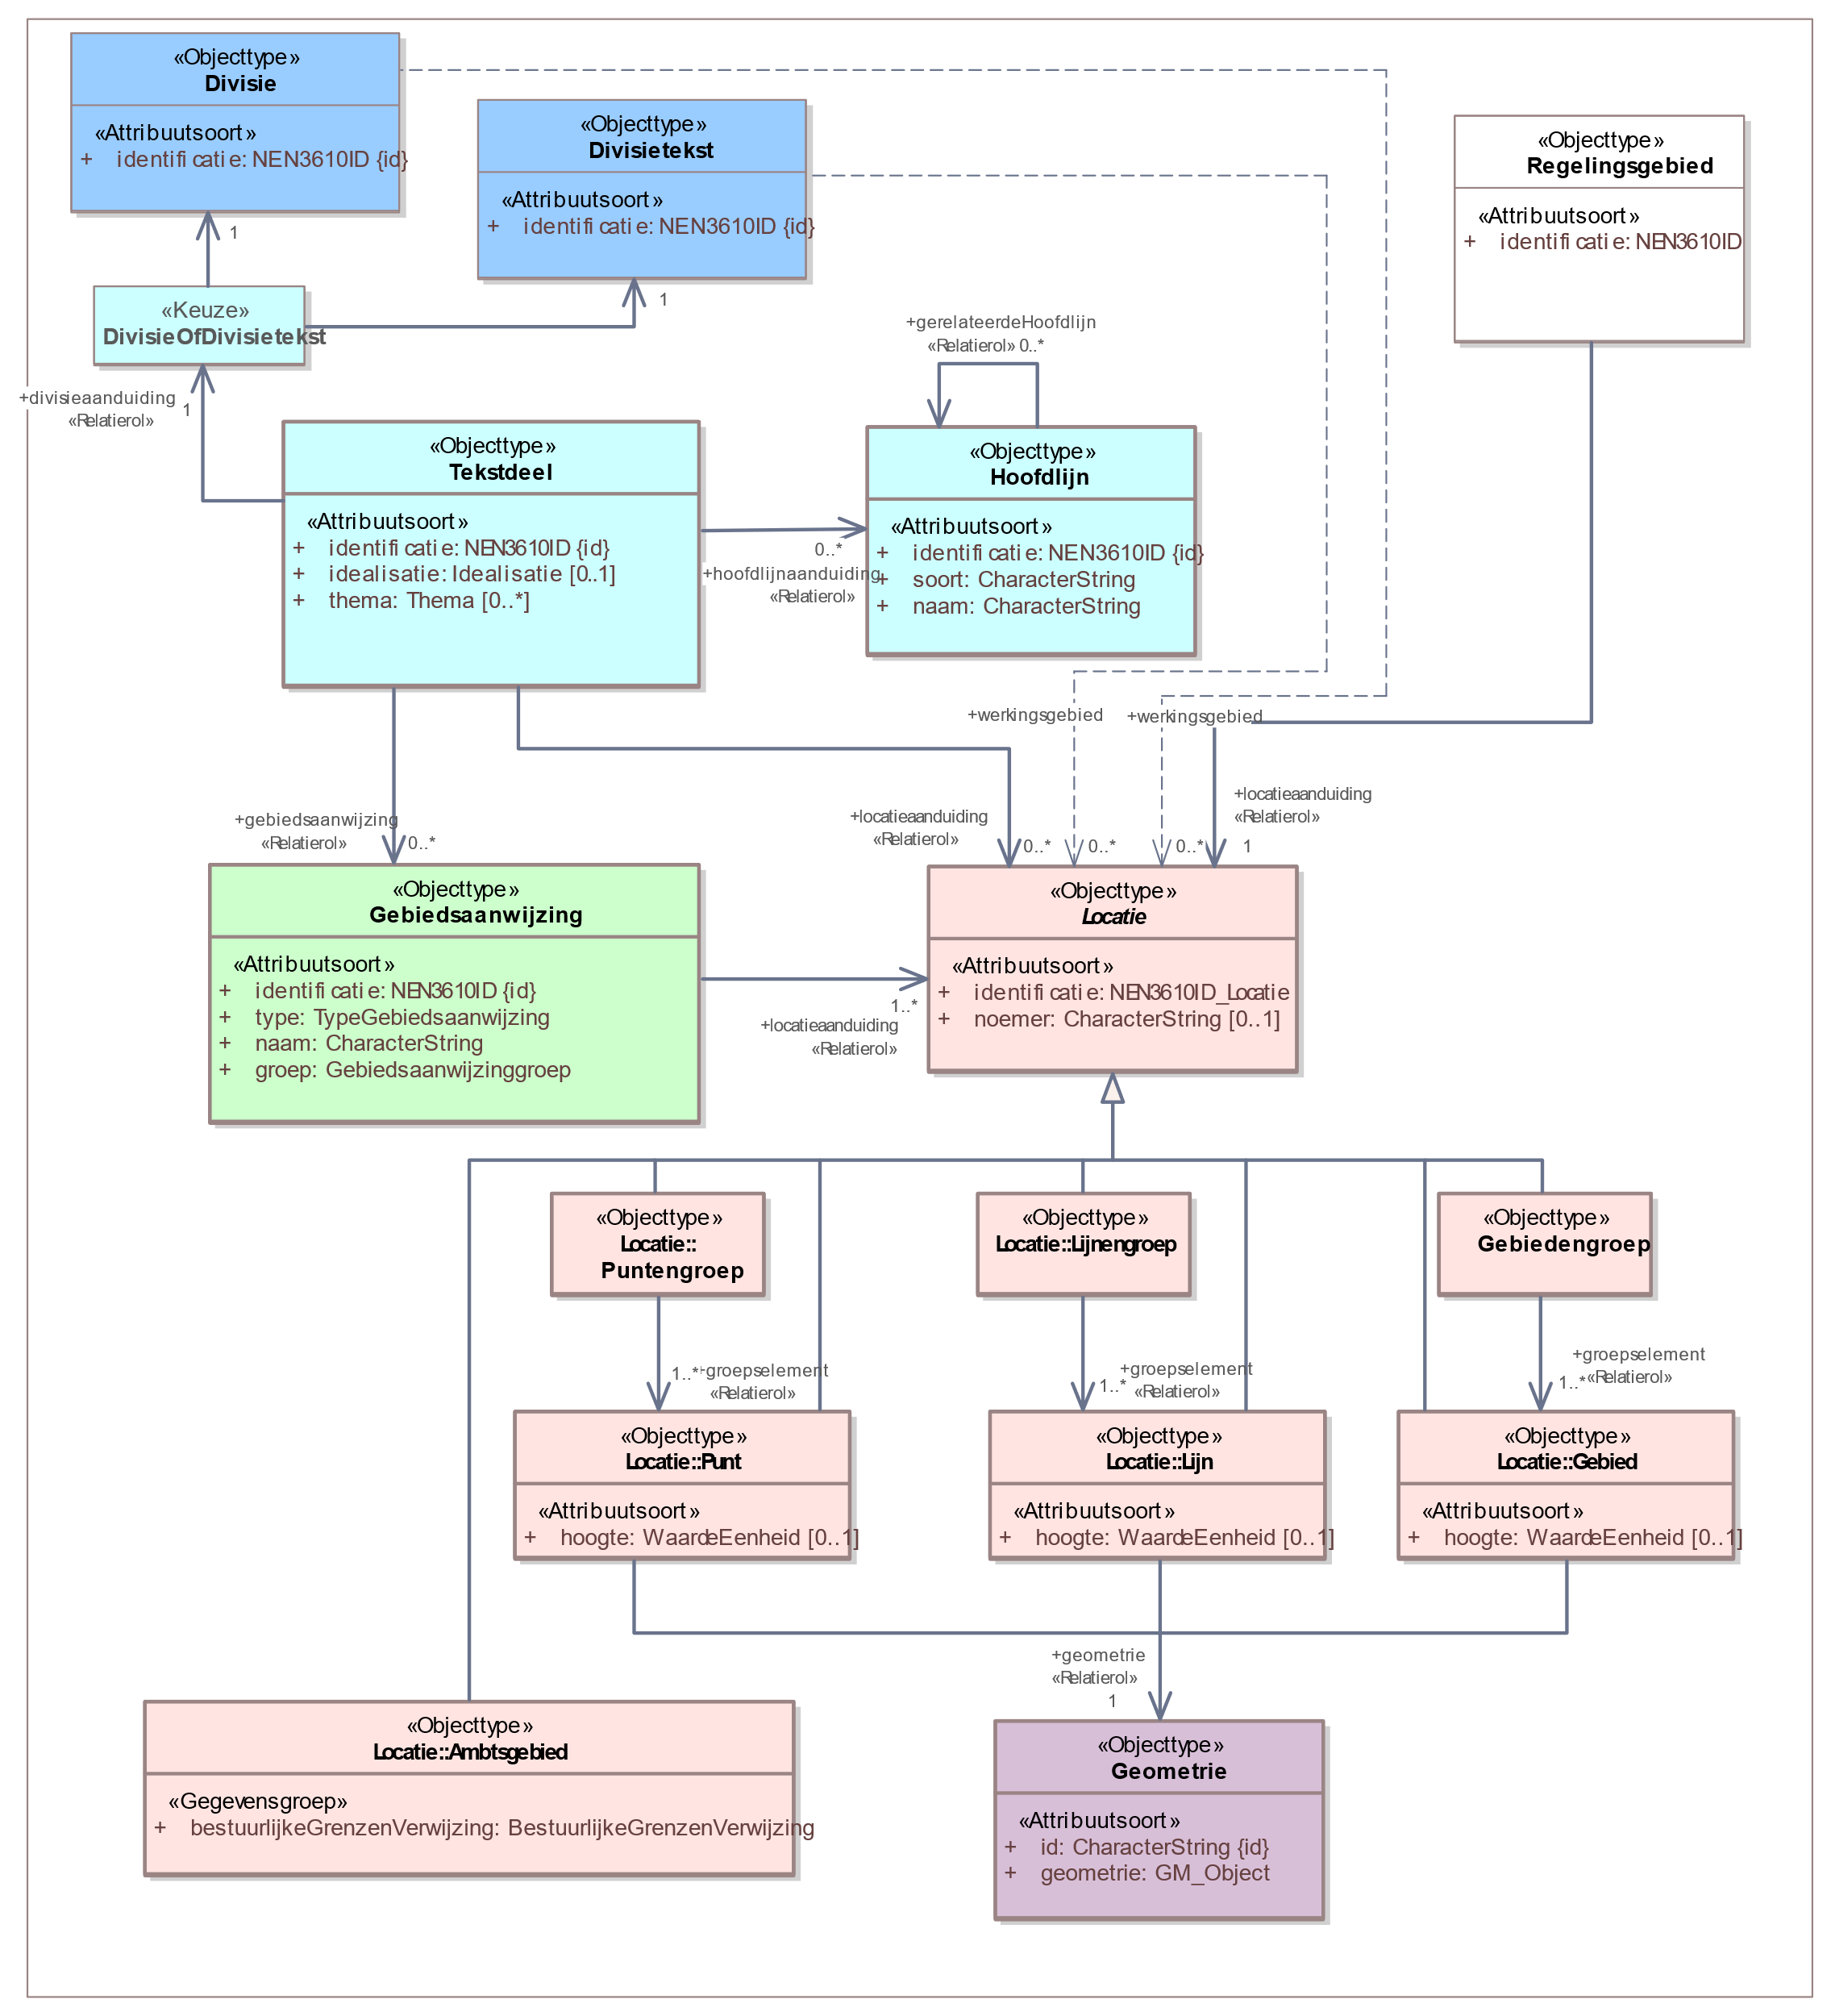 «Objecttype»
Divisie
«Attribuutsoort»
+ identificatie: NEN3610ID {id}
«Objecttype»
Divisietekst
«Attribuutsoort»
+ identificatie: NEN3610ID {id}
«Objecttype»
Regelingsgebied
«Attribuutsoort»
+ identificatie: NEN3610ID
1
1
«Keuze»
DivisieOfDivisietekst
+gerelateerdeHoofdlijn
«Relatierol» 0..*
+divisieaanduiding
1
«Relatierol»
«Objecttype»
Tekstdeel
«Attribuutsoort»
+ identificatie: NEN3610ID {id}
+ idealisatie: Idealisatie [0..1]
+ thema: Thema [0..*]
«Objecttype»
Hoofdlijn
«Attribuutsoort»
+ identificatie: NEN3610ID {id}
+ soort: CharacterString
+ naam: CharacterString
0..*
+hoofdlijnaanduiding
«Relatierol»
+werkingsgebied
+werkingsgebied
+gebiedsaanwijzing
«Relatierol»
0..*
+locatieaanduiding
«Relatierol»
0..*
0..*
0..*
+locatieaanduiding
«Relatierol»
1
«Objecttype»
Gebiedsaanwijzing
«Attribuutsoort»
+ identificatie: NEN3610ID {id}
+ type: TypeGebiedsaanwijzing
+ naam: CharacterString
+ groep: Gebiedsaanwijzinggroep
1..*
+locatieaanduiding
«Relatierol»
«Objecttype»
Locatie
«Attribuutsoort»
+ identificatie: NEN3610ID_Locatie
+ noemer: CharacterString [0..1]
«Objecttype»
Locatie::
Puntengroep
«Objecttype»
Locatie::Lijnengroep
«Objecttype»
Gebiedengroep
1..*
+groepselement
«Relatierol»
+groepselement
1..*
«Relatierol»
+groepselement
1..*
«Relatierol»
«Objecttype»
Locatie::Punt
«Attribuutsoort»
+ hoogte: WaardeEenheid [0..1]
«Objecttype»
Locatie::Lijn
«Attribuutsoort»
+ hoogte: WaardeEenheid [0..1]
«Objecttype»
Locatie::Gebied
«Attribuutsoort»
+ hoogte: WaardeEenheid [0..1]
+geometrie
«Relatierol»
1
«Objecttype»
Locatie::Ambtsgebied
«Gegevensgroep»
+ bestuurlijkeGrenzenVerwijzing: BestuurlijkeGrenzenVerwijzing
«Objecttype»
Geometrie
«Attribuutsoort»
+ id: CharacterString {id}
+ geometrie: GM_Object